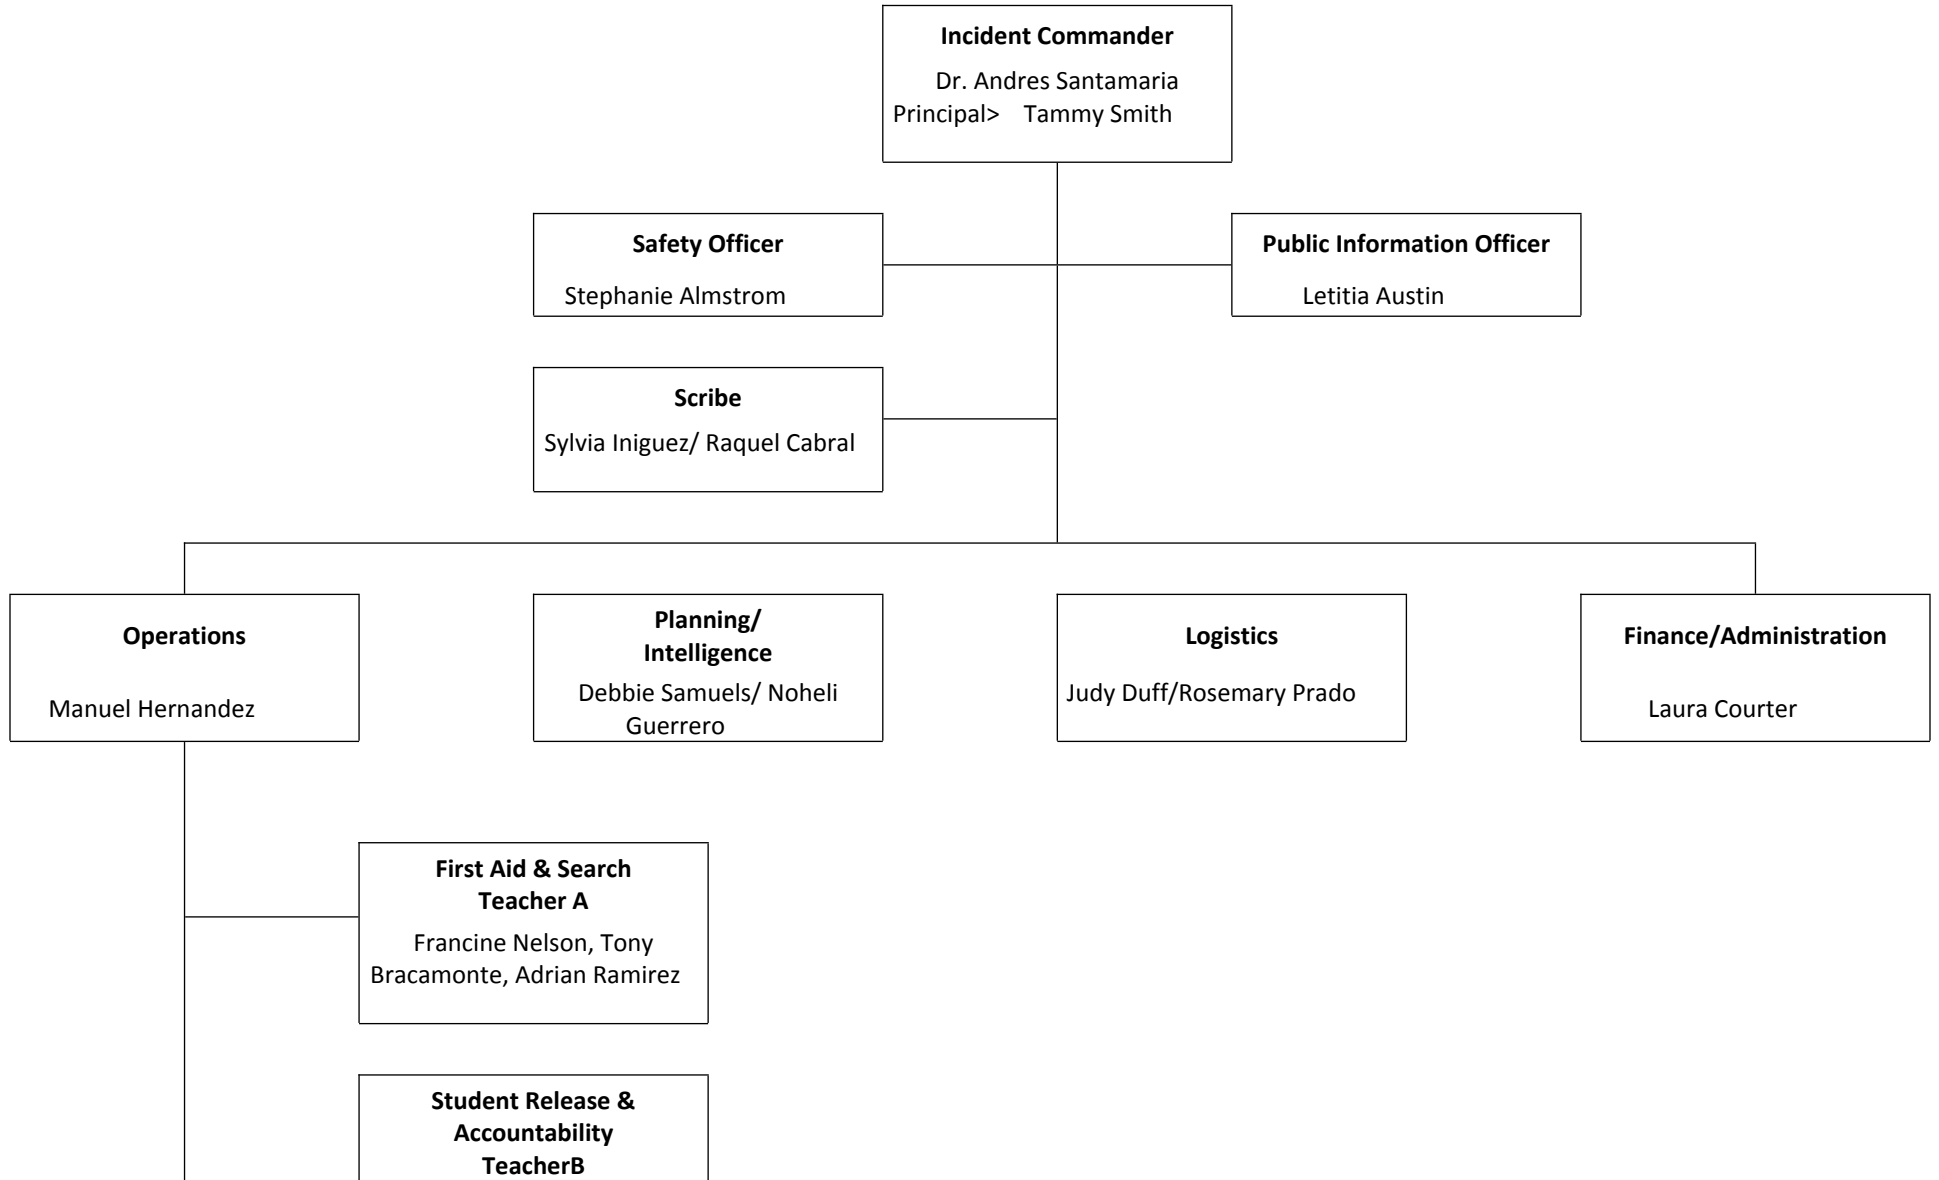 Incident Commander
Dr. Andres Santamaria
Principal> Tammy Smith
Safety Officer
Stephanie Almstrom
Public Information Officer
Letitia Austin
Scribe
Sylvia Iniguez/ Raquel Cabral
Operations
Manuel Hernandez
Planning/
Intelligence
Debbie Samuels/ Noheli
Guerrero
Logistics
Judy Duff/Rosemary Prado
Finance/Administration
Laura Courter
First Aid & Search
Teacher A
Francine Nelson, Tony
Bracamonte, Adrian Ramirez
Student Release &
Accountability
TeacherB